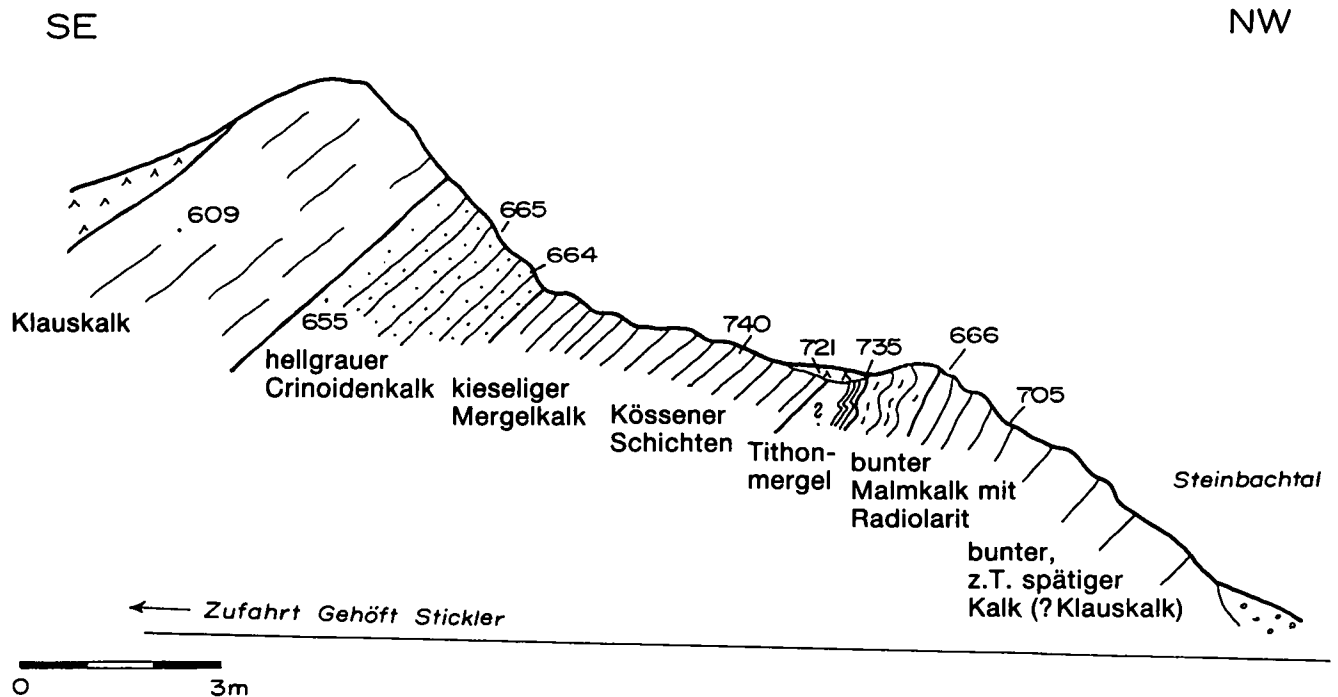 SE
NW
609
665
664
655
740
721
735
666
705
Klauskalk
hellgrauer
Crinoidenkalk
kieseliger
Mergelkalk
Kössener
Schichten
?
Tithon-
mergel
bunter
Malmkalk mit
Radiolarit
Steinbachtal
bunter,
z.T. spätiger
Kalk (?Klauskalk)
Zufahrt Gehöft Stickler
0 3m